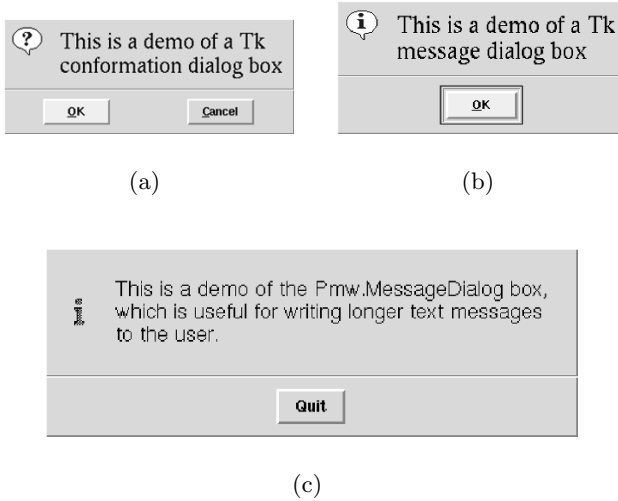 This is a demo of a Tk
conformation dialog box
OK
Cancel
(a)
This is a demo of a Tk
message dialog box
OK
(b)
This is a demo of the Pmw.MessageDialog box,
which is useful for writing longer text messages
to the user.
Quit
(c)